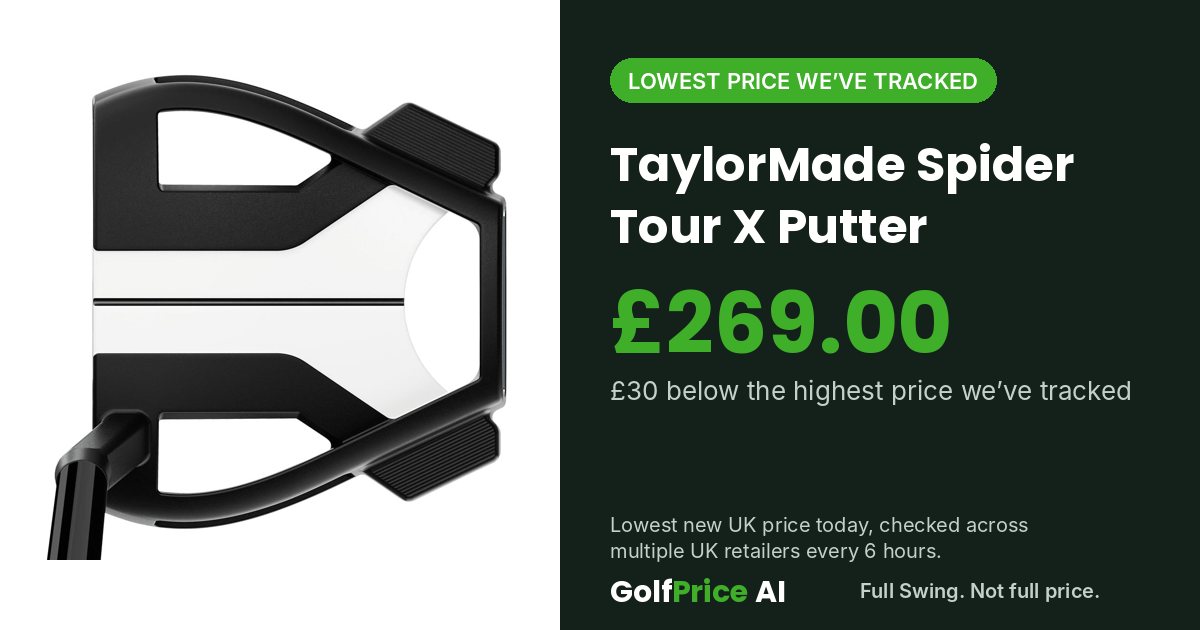 LOWEST PRICE WE’VE TRACKED
TaylorMade Spider
Tour X Putter
£269.00
£30 below the highest price we’ve tracked
Lowest new UK price today, checked across
multiple UK retailers every 6 hours.
GolfPrice AI
Full Swing. Not full price.